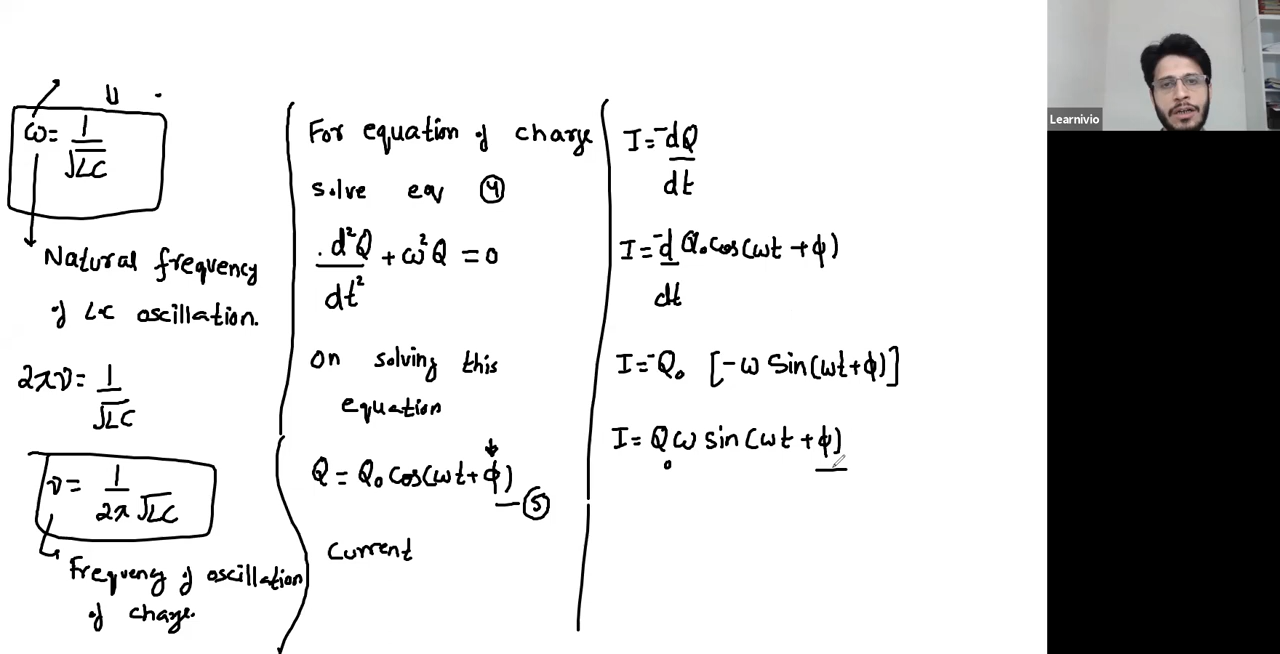 ω = 1/√LC
Natural frequency
of LC oscillation.
2πν = 1/√LC
ν = 1/2π√LC
Frequency of oscillation
of charge.
For equation of charge
solve eq ④
d²Q/dt² + ω²Q = 0
On solving this
equation
Q = Q₀ cos(ωt + ϕ)
— ⑤
Current
I = -dQ/dt
I = -d/dt Q₀ cos(ωt + ϕ)
I = -Q₀ [-ω Sin(ωt + ϕ)]
I = Q₀ω sin(ωt + ϕ)
Learnivio